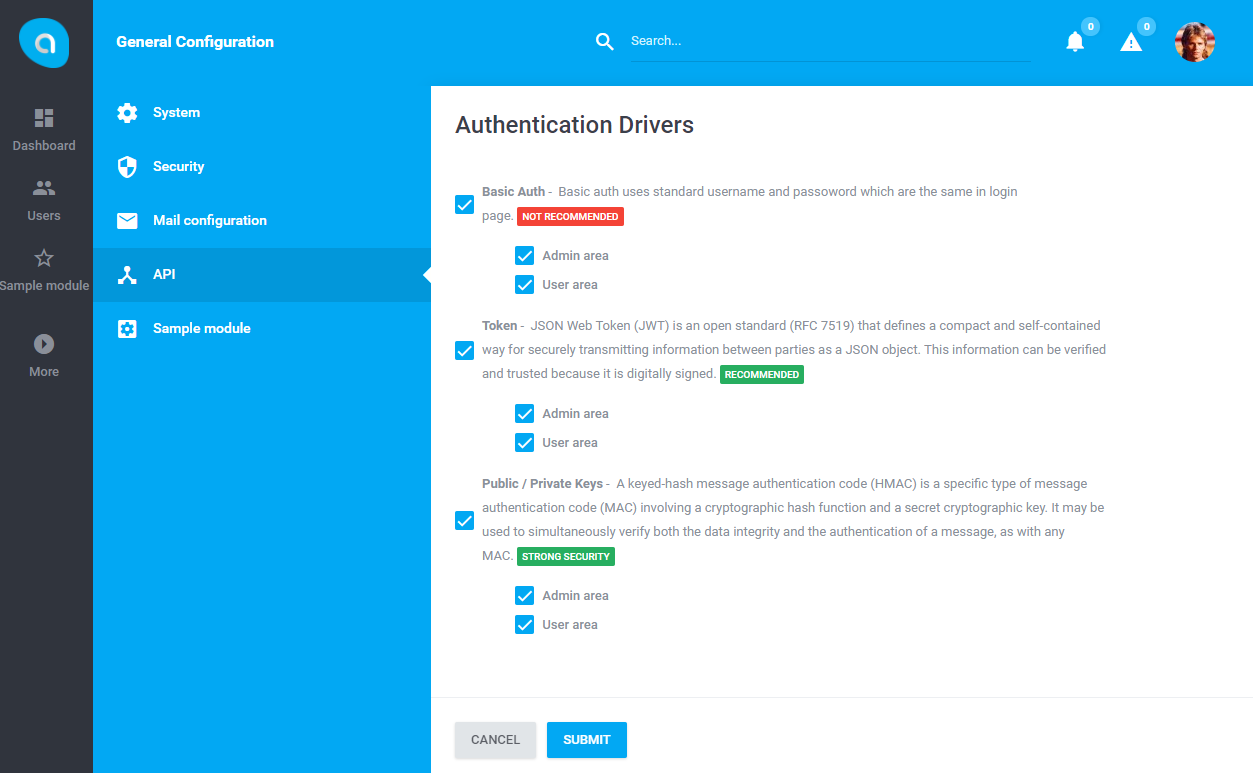 General Configuration
Search...
0
0
Dashboard
Users
Sample module
More
System
Security
Mail configuration
API
Sample module
Authentication Drivers
Basic Auth - Basic auth uses standard username and passoword which are the same in login
page. NOT RECOMMENDED
Admin area
User area
Token - JSON Web Token (JWT) is an open standard (RFC 7519) that defines a compact and self-contained
way for securely transmitting information between parties as a JSON object. This information can be verified
and trusted because it is digitally signed. RECOMMENDED
Admin area
User area
Public / Private Keys - A keyed-hash message authentication code (HMAC) is a specific type of message
authentication code (MAC) involving a cryptographic hash function and a secret cryptographic key. It may be
used to simultaneously verify both the data integrity and the authentication of a message, as with any
MAC. STRONG SECURITY
Admin area
User area
CANCEL
SUBMIT